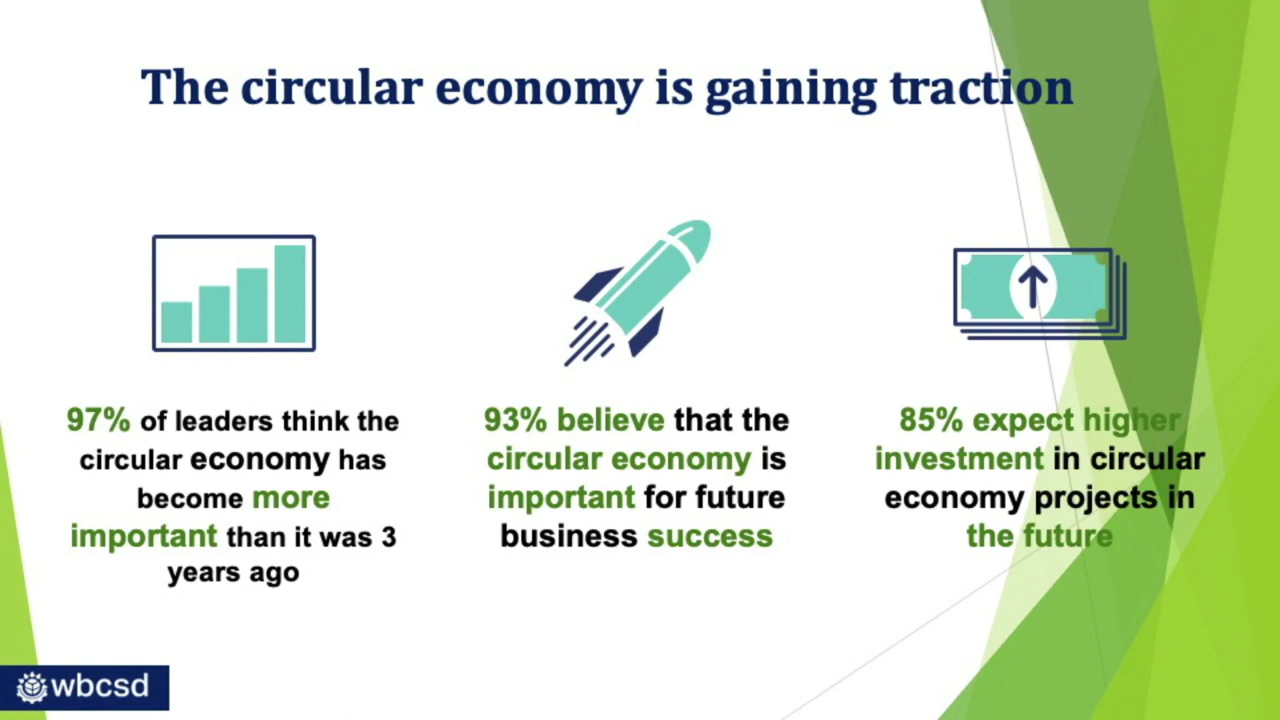 The circular economy is gaining traction
97% of leaders think the
circular economy has
become more
important than it was 3
years ago
93% believe that the
circular economy is
important for future
business success
85% expect higher
investment in circular
economy projects in
the future
wbcsd